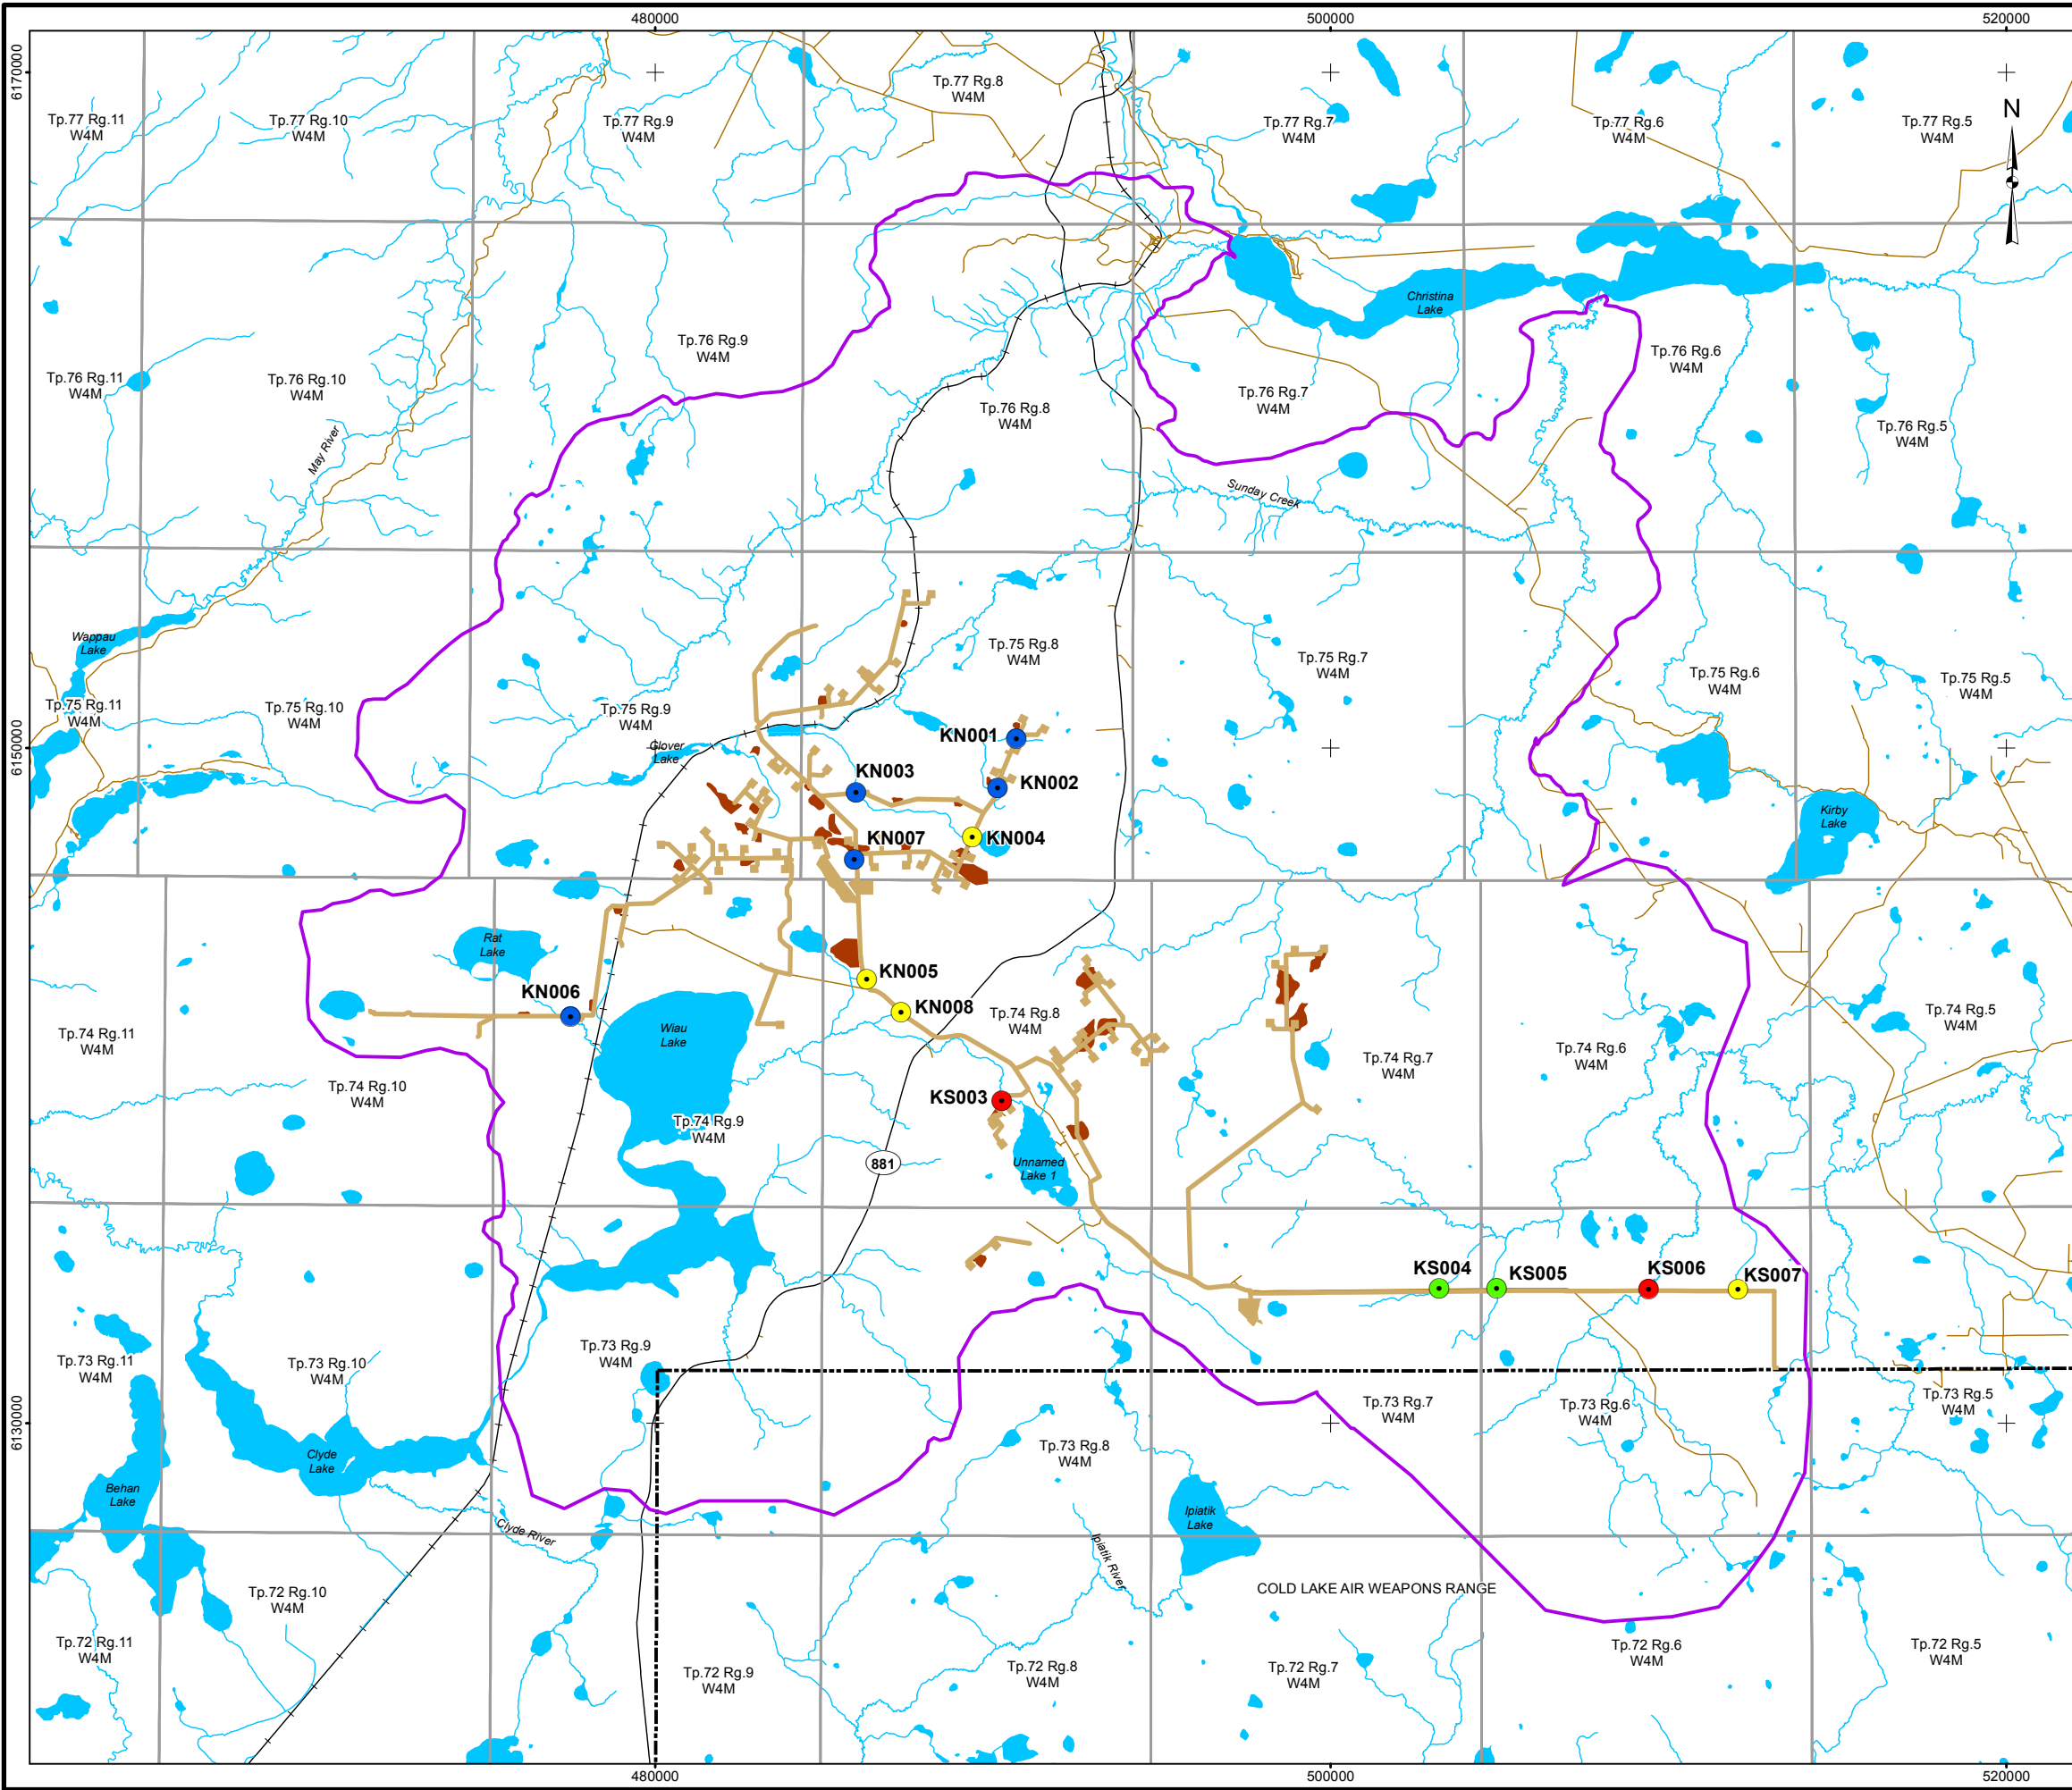 480000
500000
520000
6170000
N
Tp.77 Rg.11
W4M
Tp.77 Rg.10
W4M
Tp.77 Rg.9
W4M
Tp.77 Rg.8
W4M
Tp.77 Rg.7
W4M
Tp.77 Rg.6
W4M
Tp.77 Rg.5
W4M
Christina
Lake
Tp.76 Rg.11
W4M
Tp.76 Rg.10
W4M
Tp.76 Rg.9
W4M
Tp.76 Rg.8
W4M
Tp.76 Rg.7
W4M
Tp.76 Rg.6
W4M
Tp.76 Rg.5
W4M
May River
Sunday Creek
Wappau
Lake
Tp.75 Rg.11
W4M
Tp.75 Rg.10
W4M
Tp.75 Rg.9
W4M
Tp.75 Rg.8
W4M
Tp.75 Rg.7
W4M
Tp.75 Rg.6
W4M
Tp.75 Rg.5
W4M
6150000
Glover
Lake
KN001
KN003
KN002
KN007
KN004
Kirby
Lake
Rat
Lake
KN005
KN006
KN008
Wiau
Lake
Tp.74 Rg.11
W4M
Tp.74 Rg.10
W4M
Tp.74 Rg.9
W4M
Tp.74 Rg.8
W4M
Tp.74 Rg.7
W4M
Tp.74 Rg.6
W4M
Tp.74 Rg.5
W4M
KS003
881
Unnamed
Lake 1
KS004
KS005
KS006
KS007
Tp.73 Rg.11
W4M
Tp.73 Rg.10
W4M
Tp.73 Rg.9
W4M
Tp.73 Rg.8
W4M
Tp.73 Rg.7
W4M
Tp.73 Rg.6
W4M
Tp.73 Rg.5
W4M
6130000
Clyde
Lake
Behan
Lake
Clyde River
Ipiatik
Lake
Ipiatik River
COLD LAKE AIR WEAPONS RANGE
Tp.72 Rg.11
W4M
Tp.72 Rg.10
W4M
Tp.72 Rg.9
W4M
Tp.72 Rg.8
W4M
Tp.72 Rg.7
W4M
Tp.72 Rg.6
W4M
Tp.72 Rg.5
W4M
480000
500000
520000